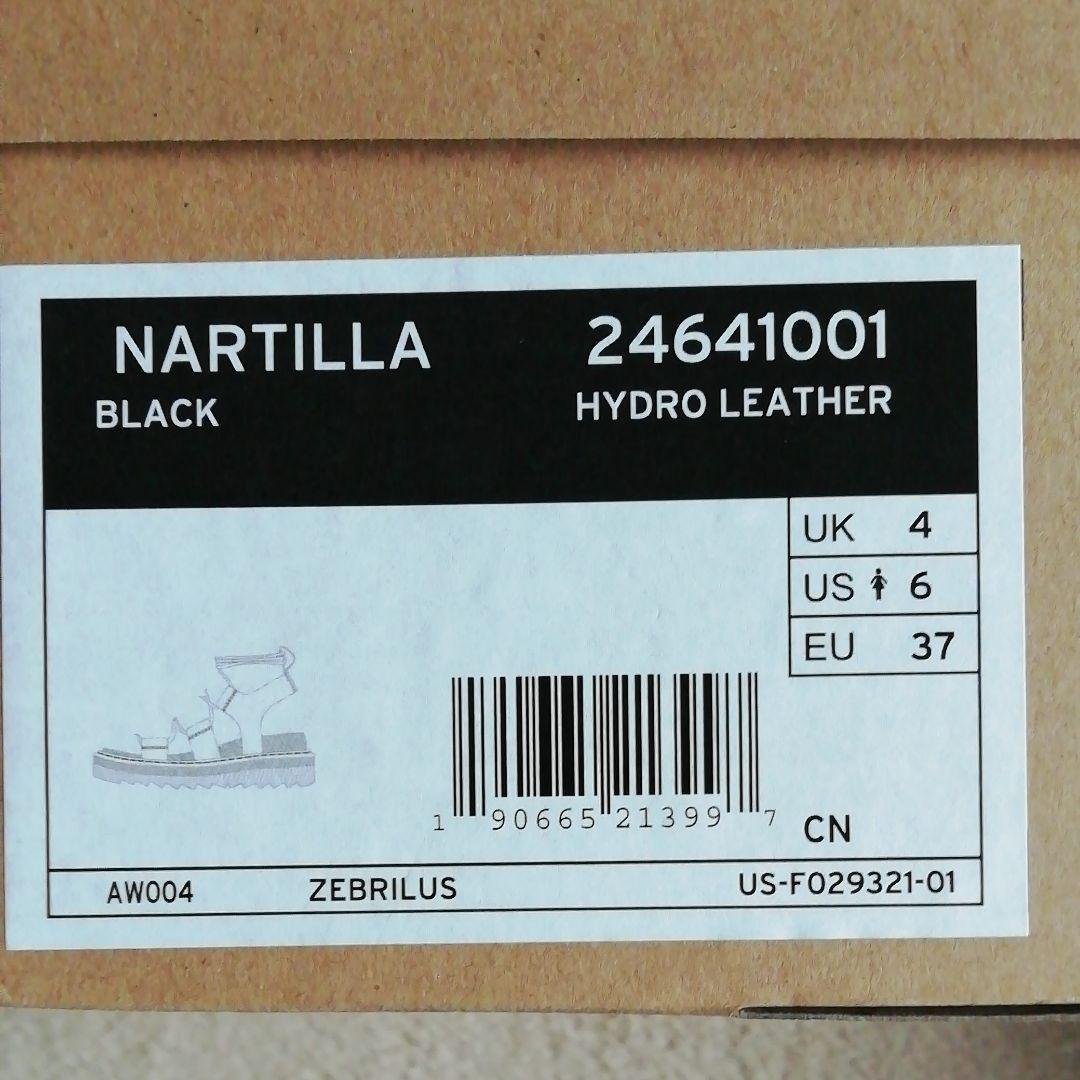 NARTILLA 24641001
BLACK HYDRO LEATHER
UK 4
US 6
EU 37
1 90665 21399 7
CN
AW004 ZEBRILUS US-F029321-01